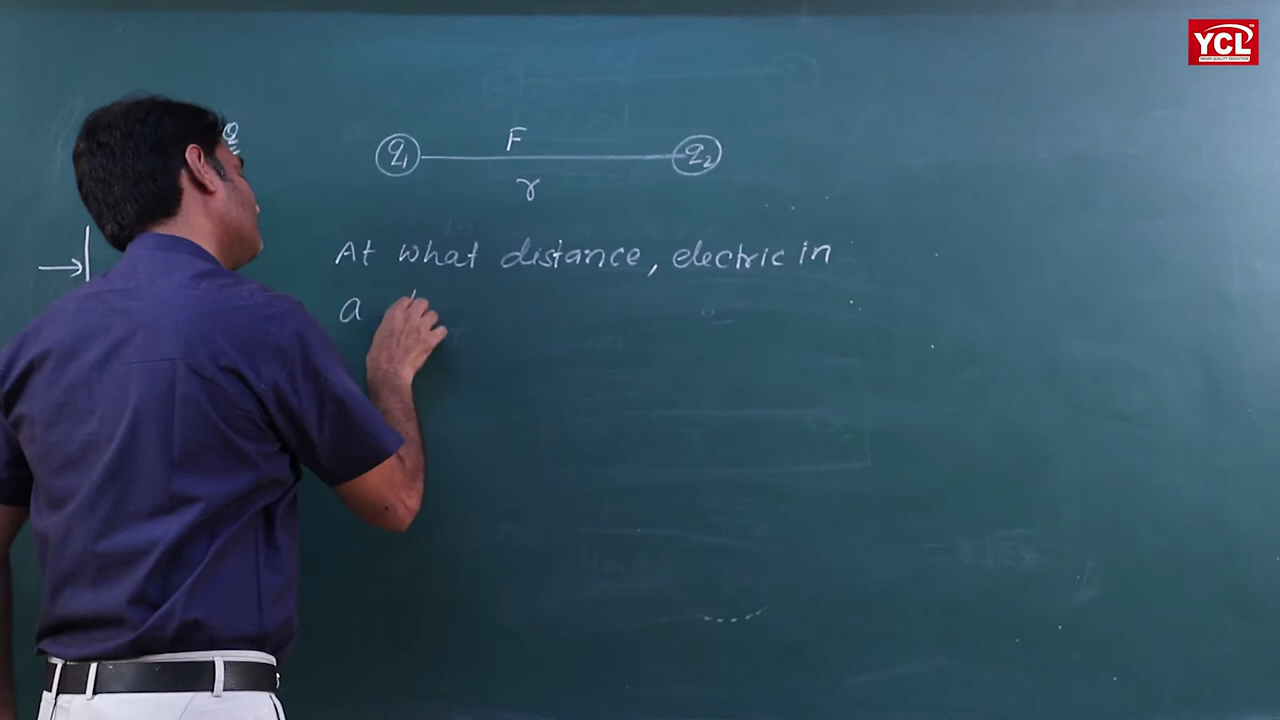 YCL
Q
q₁ F q₂
r
At what distance, electric in
a